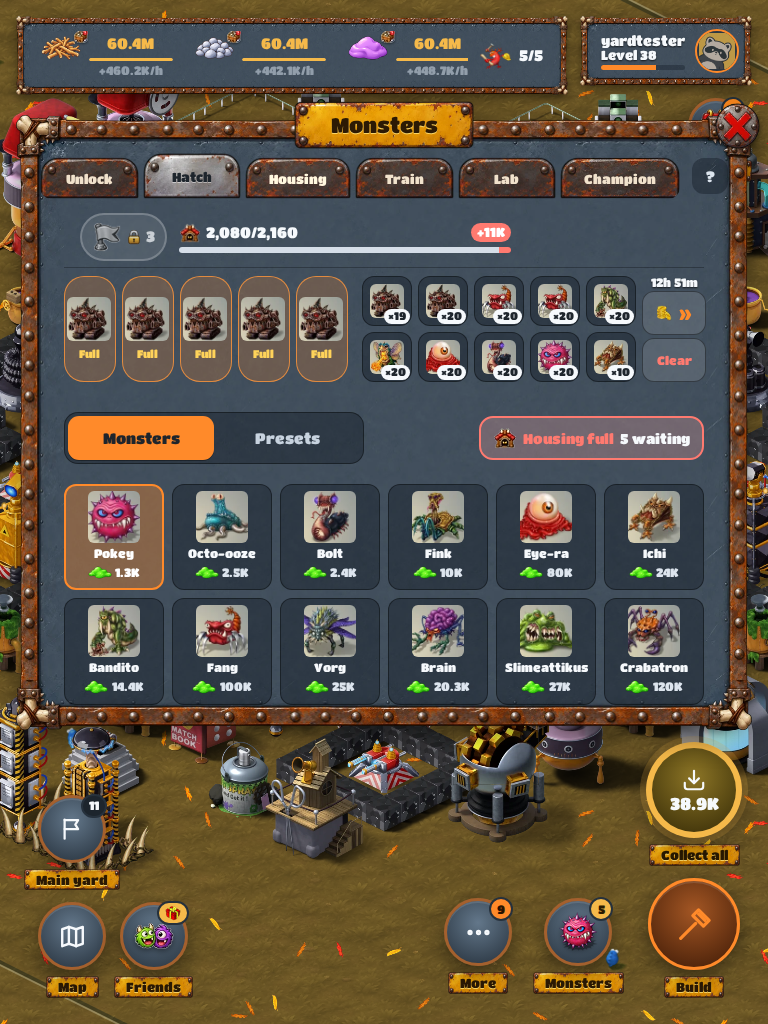 60.4M
+460.2K/h
60.4M
+442.1K/h
60.4M
+448.7K/h
5/5
yardtester
Level 38
Monsters
Unlock
Hatch
Housing
Train
Lab
Champion
?
3
2,080/2,160
+11K
Full
Full
Full
Full
Full
×19
×20
×20
×20
×20
12h 51m
×20
×20
×20
×20
×10
Clear
Monsters
Presets
Housing full 5 waiting
Pokey
1.3K
Octo-ooze
2.5K
Bolt
2.4K
Fink
10K
Eye-ra
80K
Ichi
24K
Bandito
14.4K
Fang
100K
Vorg
25K
Brain
20.3K
Slimeattikus
27K
Crabatron
120K
MATCH
BOOK
38.9K
Collect all
11
Main yard
Map
Friends
9
More
5
Monsters
Build